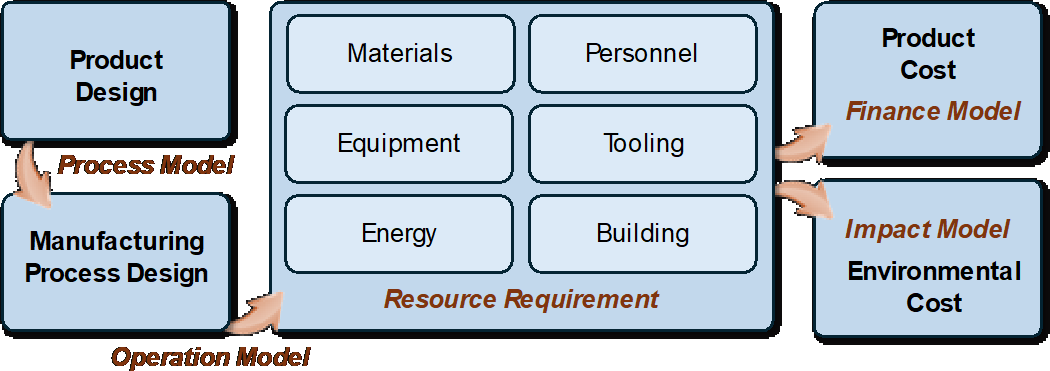 Product
Design
Process Model
Manufacturing
Process Design
Operation Model
Materials
Personnel
Equipment
Tooling
Energy
Building
Resource Requirement
Product
Cost
Finance Model
Impact Model
Environmental
Cost